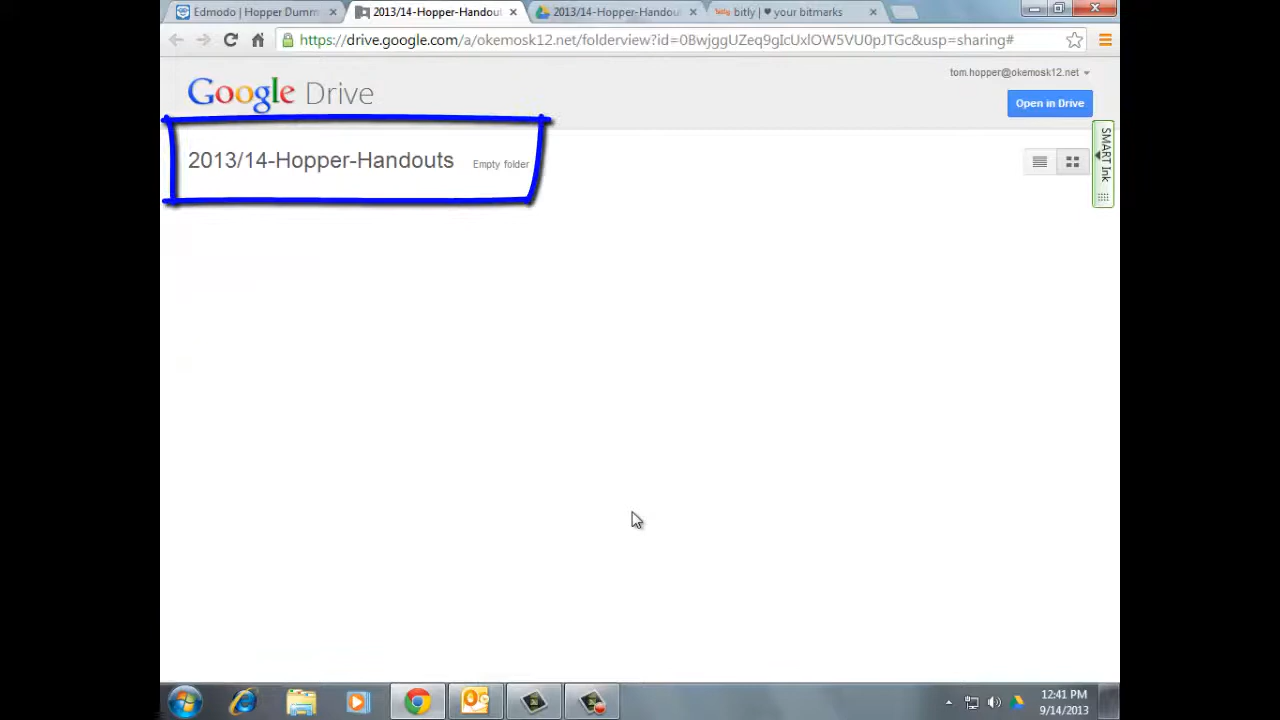 Edmodo | Hopper Dumm
2013/14-Hopper-Handout
2013/14-Hopper-Handou
bitly | ♥ your bitmarks
https://drive.google.com/a/okemosk12.net/folderview?id=0BwjggUZeq9gIcUxlOW5VU0pJTGc&usp=sharing#
Google Drive
tom.hopper@okemosk12.net
Open in Drive
2013/14-Hopper-Handouts Empty folder
SMART Ink
12:41 PM
9/14/2013